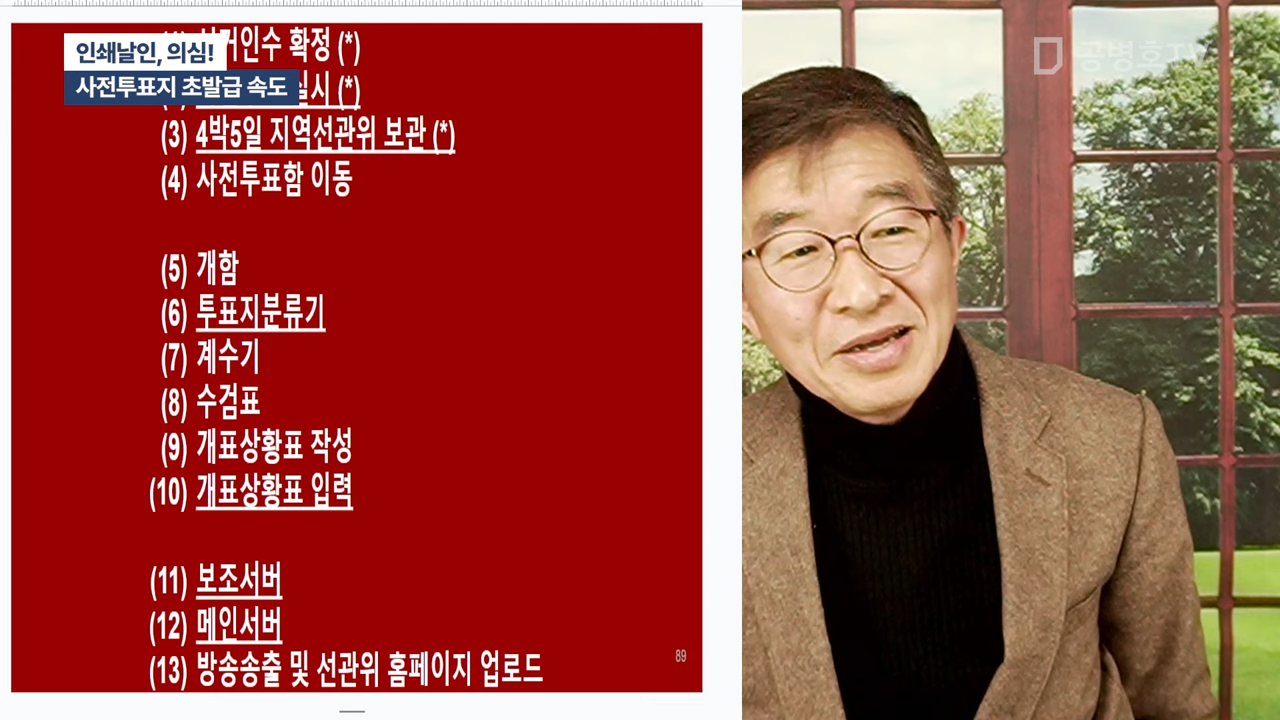 인쇄날인, 의심!
사전투표지 초발급 속도
거인수 확정 (*)
실시 (*)
(3) 4박5일 지역선관위 보관 (*)
(4) 사전투표함 이동
(5) 개함
(6) 투표지분류기
(7) 계수기
(8) 수검표
(9) 개표상황표 작성
(10) 개표상황표 입력
(11) 보조서버
(12) 메인서버
(13) 방송송출 및 선관위 홈페이지 업로드
89
공병호TV